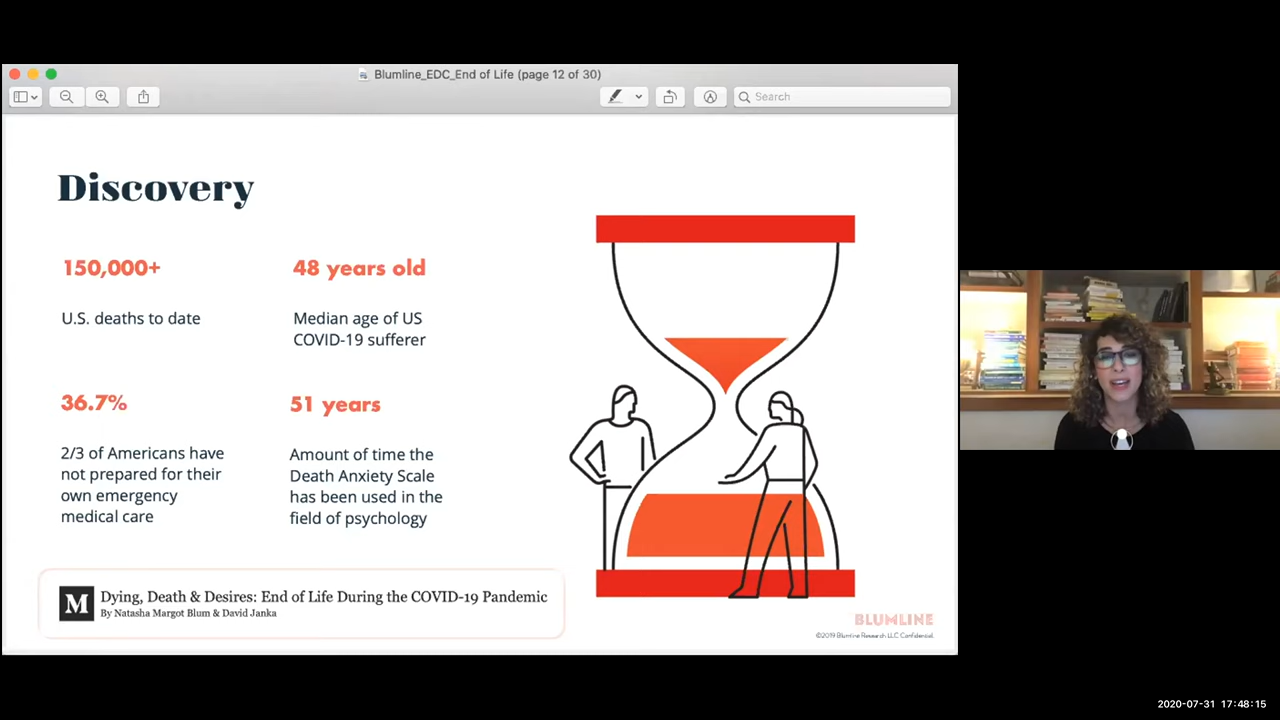 Blumline_EDC_End of Life (page 12 of 30)
Search
Discovery
150,000+
U.S. deaths to date
48 years old
Median age of US
COVID-19 sufferer
36.7%
2/3 of Americans have
not prepared for their
own emergency
medical care
51 years
Amount of time the
Death Anxiety Scale
has been used in the
field of psychology
M
Dying, Death & Desires: End of Life During the COVID-19 Pandemic
By Natasha Margot Blum & David Janka
BLUMLINE
©2019 Blumline Research LLC Confidential.
2020-07-31 17:48:15